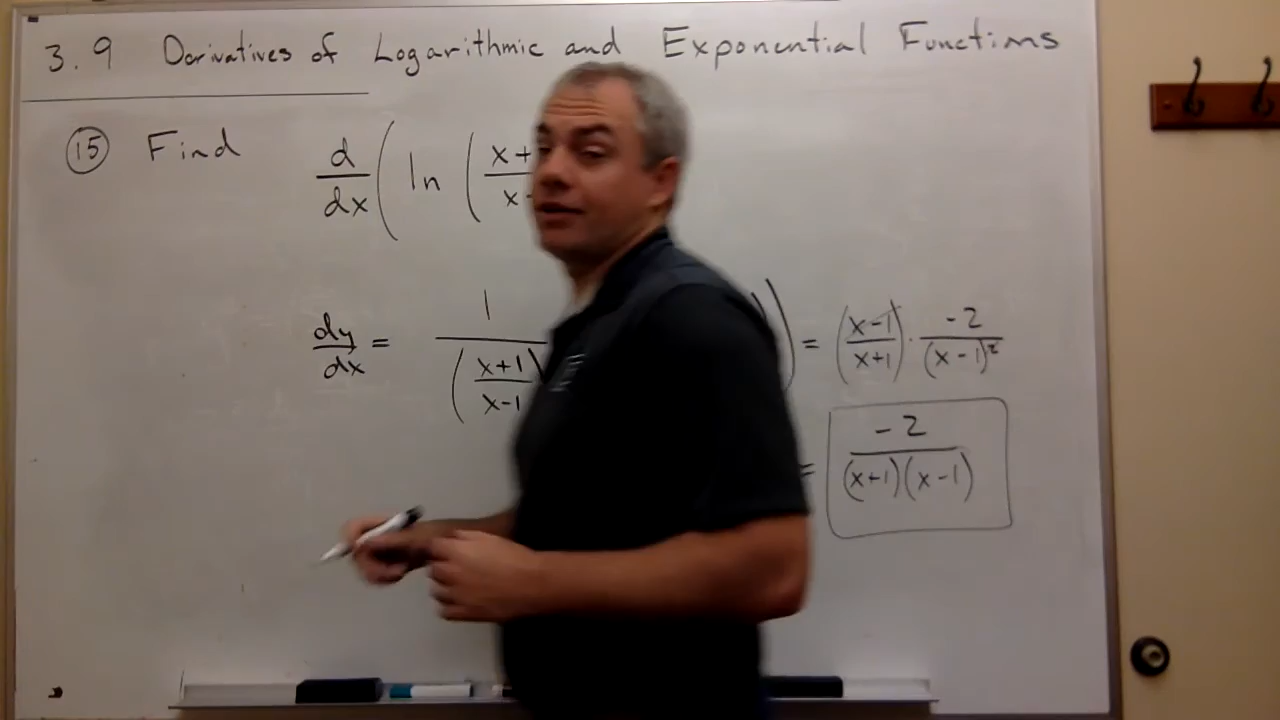 3.9 Derivatives of Logarithmic and Exponential Functions
15 Find d/dx ( ln ( x+ / x-
dy/dx = 1 / ( x+1 / x-1 ) ) = ( x-1 / x+1 ) · -2 / (x-1)²
= -2 / (x+1)(x-1)